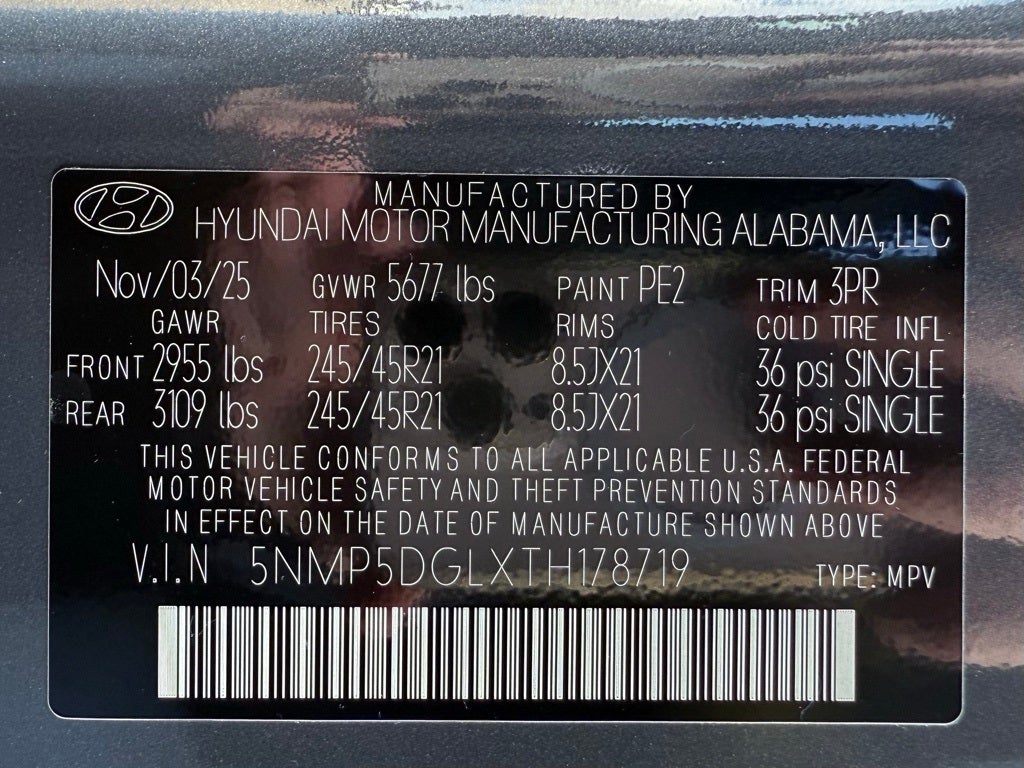 MANUFACTURED BY
HYUNDAI MOTOR MANUFACTURING ALABAMA, LLC
Nov/03/25 GVWR 5677 lbs PAINT PE2 TRIM 3PR
GAWR TIRES RIMS COLD TIRE INFL
FRONT 2955 lbs 245/45R21 8.5JX21 36 psi SINGLE
REAR 3109 lbs 245/45R21 8.5JX21 36 psi SINGLE
THIS VEHICLE CONFORMS TO ALL APPLICABLE U.S.A. FEDERAL
MOTOR VEHICLE SAFETY AND THEFT PREVENTION STANDARDS
IN EFFECT ON THE DATE OF MANUFACTURE SHOWN ABOVE
V.I.N 5NMP5DGLXTH178719 TYPE: MPV